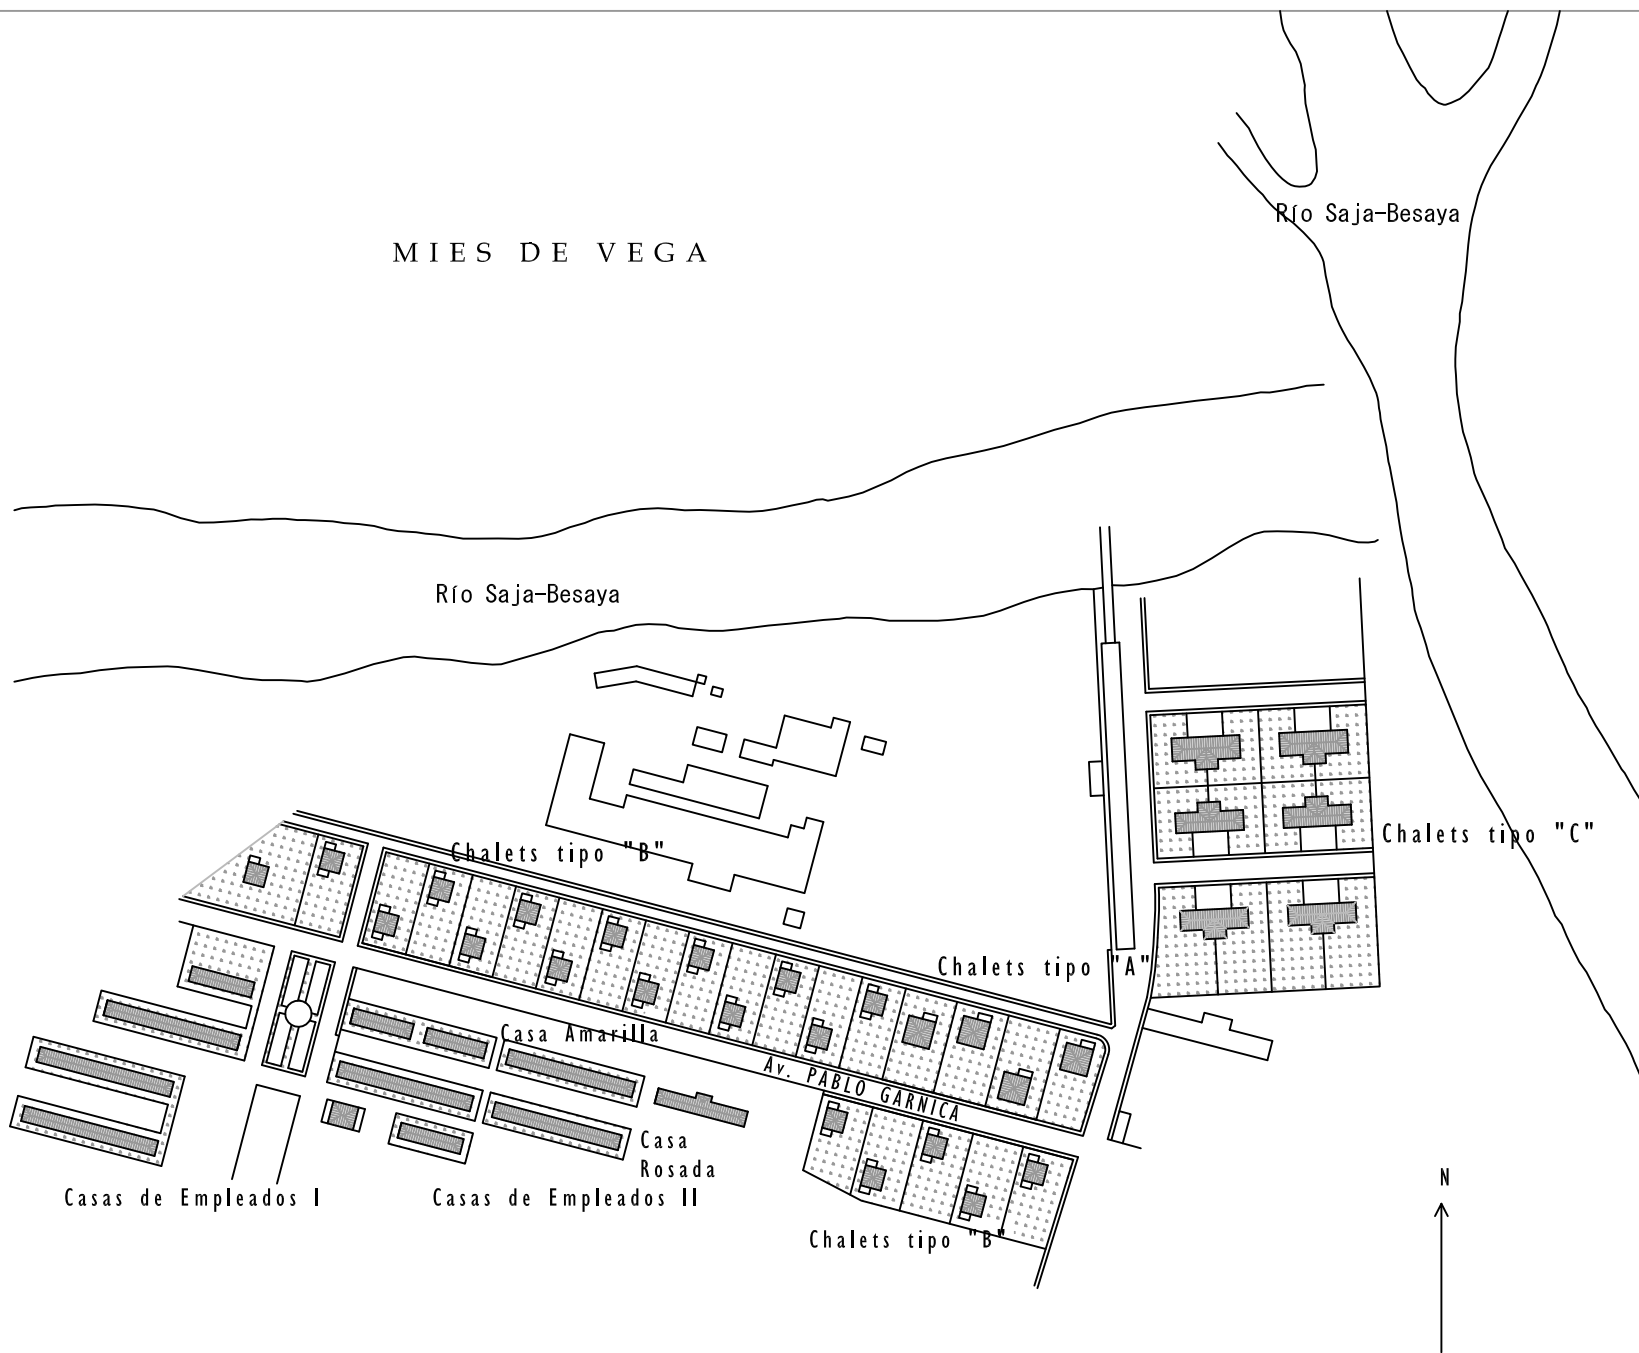 Río Saja-Besaya
MIES DE VEGA
Río Saja-Besaya
Chalets tipo "C"
Chalets tipo "B"
Chalets tipo "A"
Casa Amarilla
Av. PABLO GARNICA
Casa
Rosada
Casas de Empleados I
Casas de Empleados II
N
Chalets tipo "B"